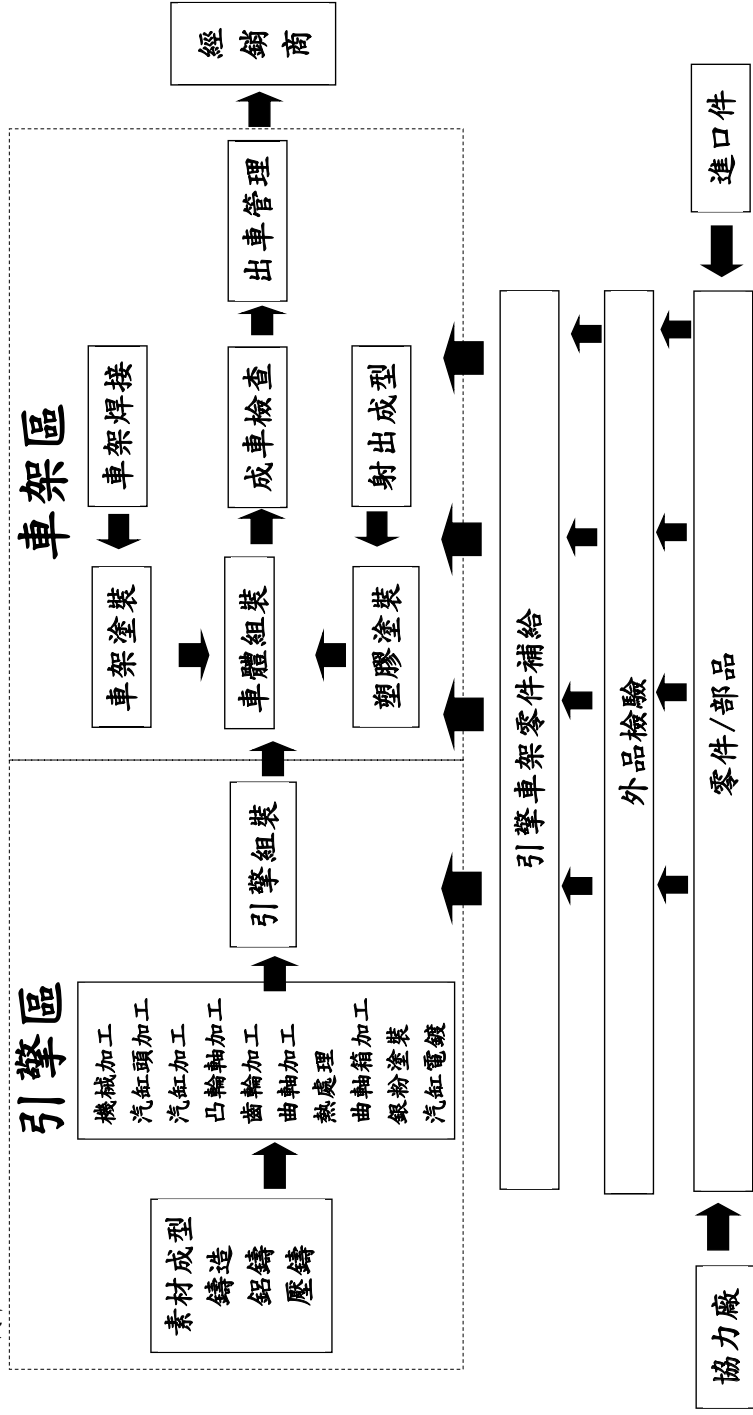 引擎區
車架區
素材成型
鑄造
鋁鑄
壓鑄
機械加工
汽缸頭加工
汽缸加工
凸輪軸加工
齒輪加工
曲軸加工
熱處理
曲軸箱加工
銀粉塗裝
汽缸電鍍
引擎組裝
車架塗裝
車架焊接
車體組裝
成車檢查
出車管理
經銷商
塑膠塗裝
射出成型
引擎車架零件補給
外品檢驗
協力廠
零件/部品
進口件